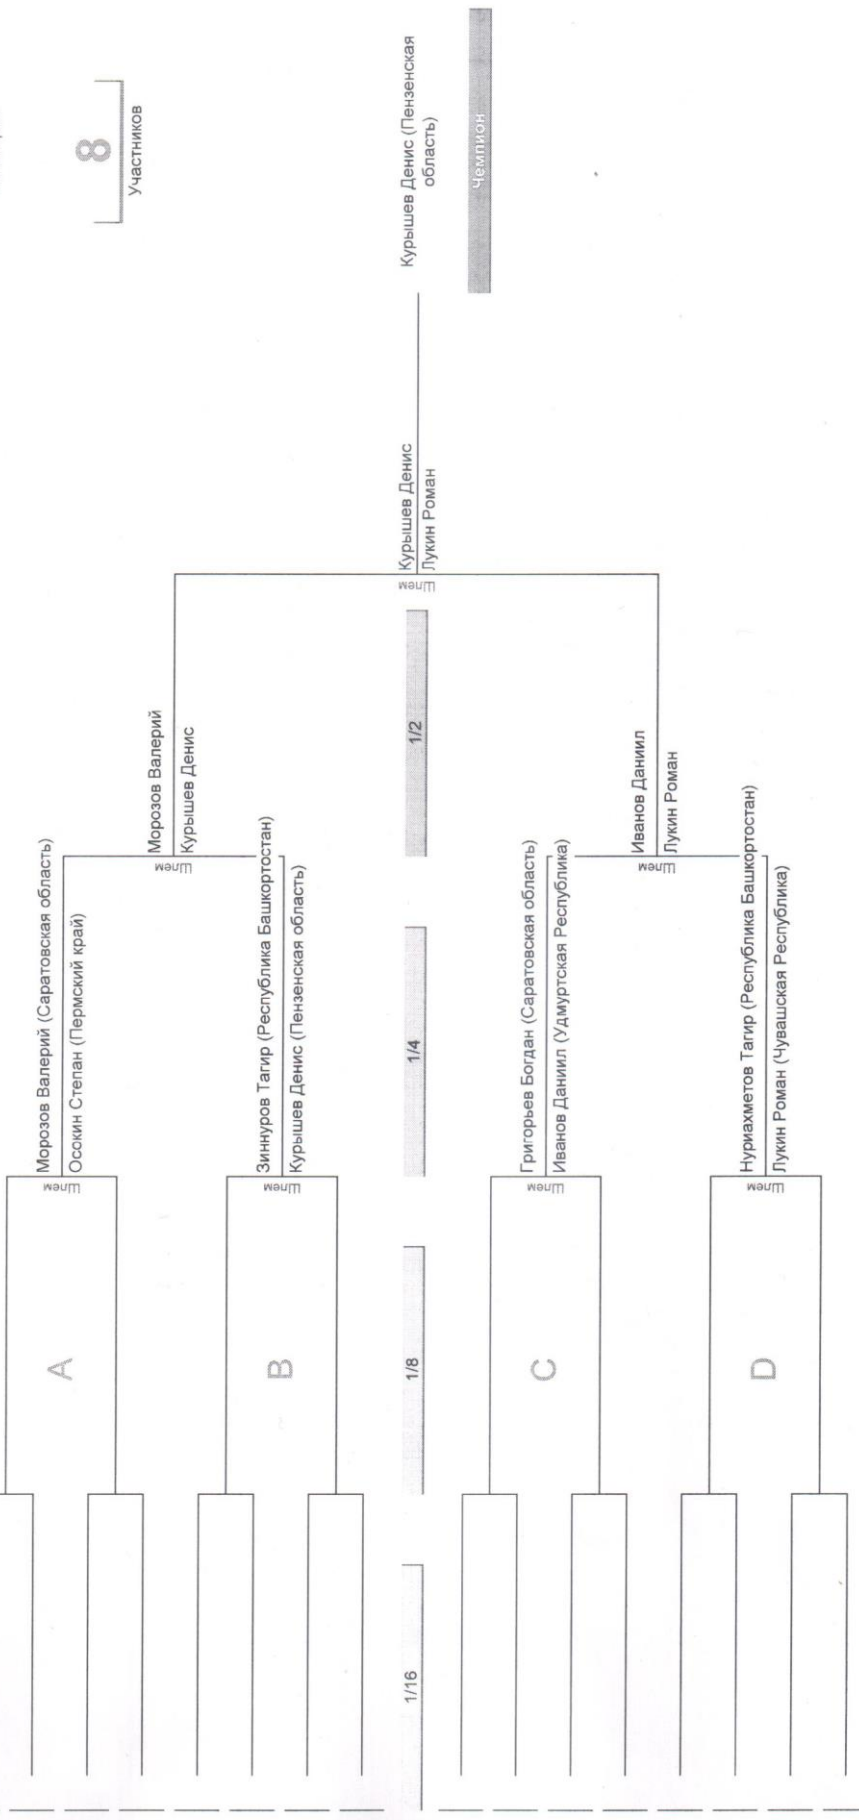 8
Участников
A
B
C
D
1/16
1/8
1/4
1/2
Чемпион
Морозов Валерий (Саратовская область)
Шлем
Осокин Степан (Пермский край)
Зиннуров Тагир (Республика Башкортостан)
Шлем
Курышев Денис (Пензенская область)
Григорьев Богдан (Саратовская область)
Шлем
Иванов Даниил (Удмуртская Республика)
Нуриахметов Тагир (Республика Башкортостан)
Шлем
Лукин Роман (Чувашская Республика)
Морозов Валерий
Шлем
Курышев Денис
Иванов Даниил
Шлем
Лукин Роман
Курышев Денис
Шлем
Лукин Роман
Курышев Денис (Пензенская
область)